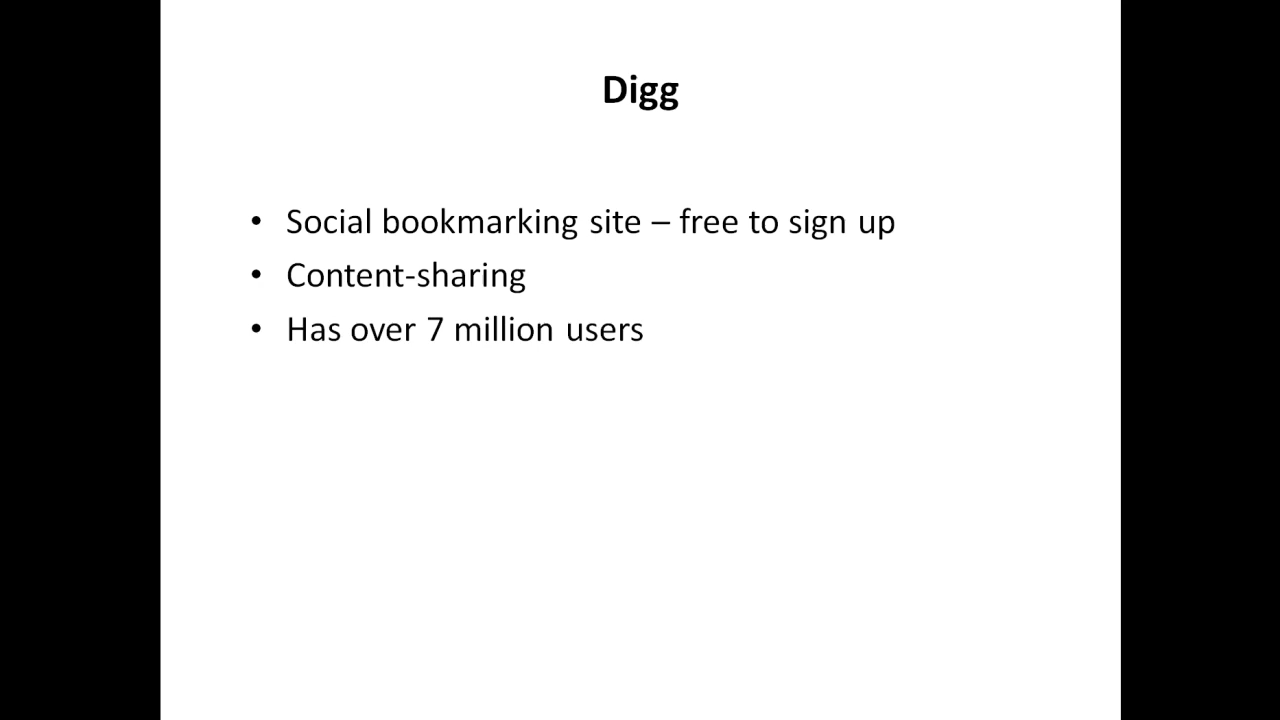 Digg
• Social bookmarking site – free to sign up
• Content-sharing
• Has over 7 million users